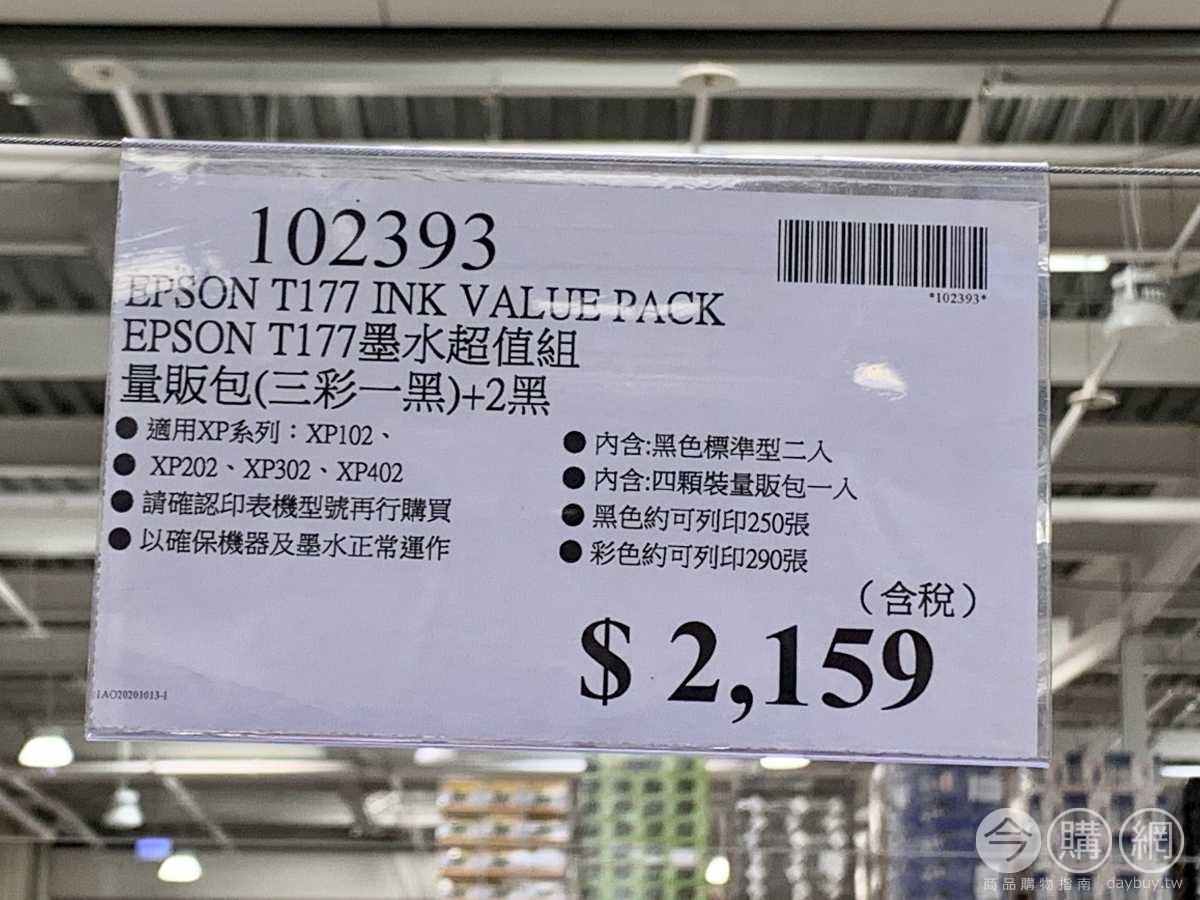 102393
*102393*
EPSON T177 INK VALUE PACK
EPSON T177墨水超值組
量販包(三彩一黑)+2黑
● 適用XP系列：XP102、
● XP202、XP302、XP402
● 請確認印表機型號再行購買
● 以確保機器及墨水正常運作
● 內含:黑色標準型二入
● 內含:四顆裝量販包一入
● 黑色約可列印250張
● 彩色約可列印290張
（含稅）
$ 2,159
1AO20201013-1
今購網
商品購物指南 daybuy.tw